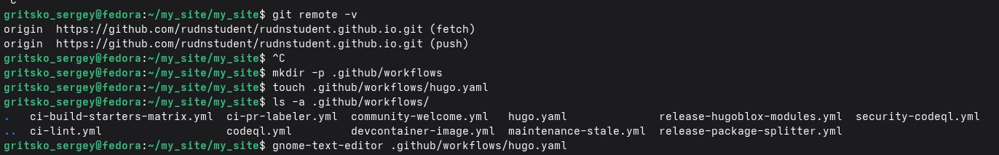 ^C
gritsko_sergey@fedora:~/my_site/my_site$ git remote -v
origin  https://github.com/rudnstudent/rudnstudent.github.io.git (fetch)
origin  https://github.com/rudnstudent/rudnstudent.github.io.git (push)
gritsko_sergey@fedora:~/my_site/my_site$ ^C
gritsko_sergey@fedora:~/my_site/my_site$ mkdir -p .github/workflows
gritsko_sergey@fedora:~/my_site/my_site$ touch .github/workflows/hugo.yaml
gritsko_sergey@fedora:~/my_site/my_site$ ls -a .github/workflows/
.   ci-build-starters-matrix.yml  ci-pr-labeler.yml  community-welcome.yml   hugo.yaml              release-hugoblox-modules.yml  security-codeql.yml
..  ci-lint.yml                   codeql.yml         devcontainer-image.yml  maintenance-stale.yml  release-package-splitter.yml
gritsko_sergey@fedora:~/my_site/my_site$ gnome-text-editor .github/workflows/hugo.yaml